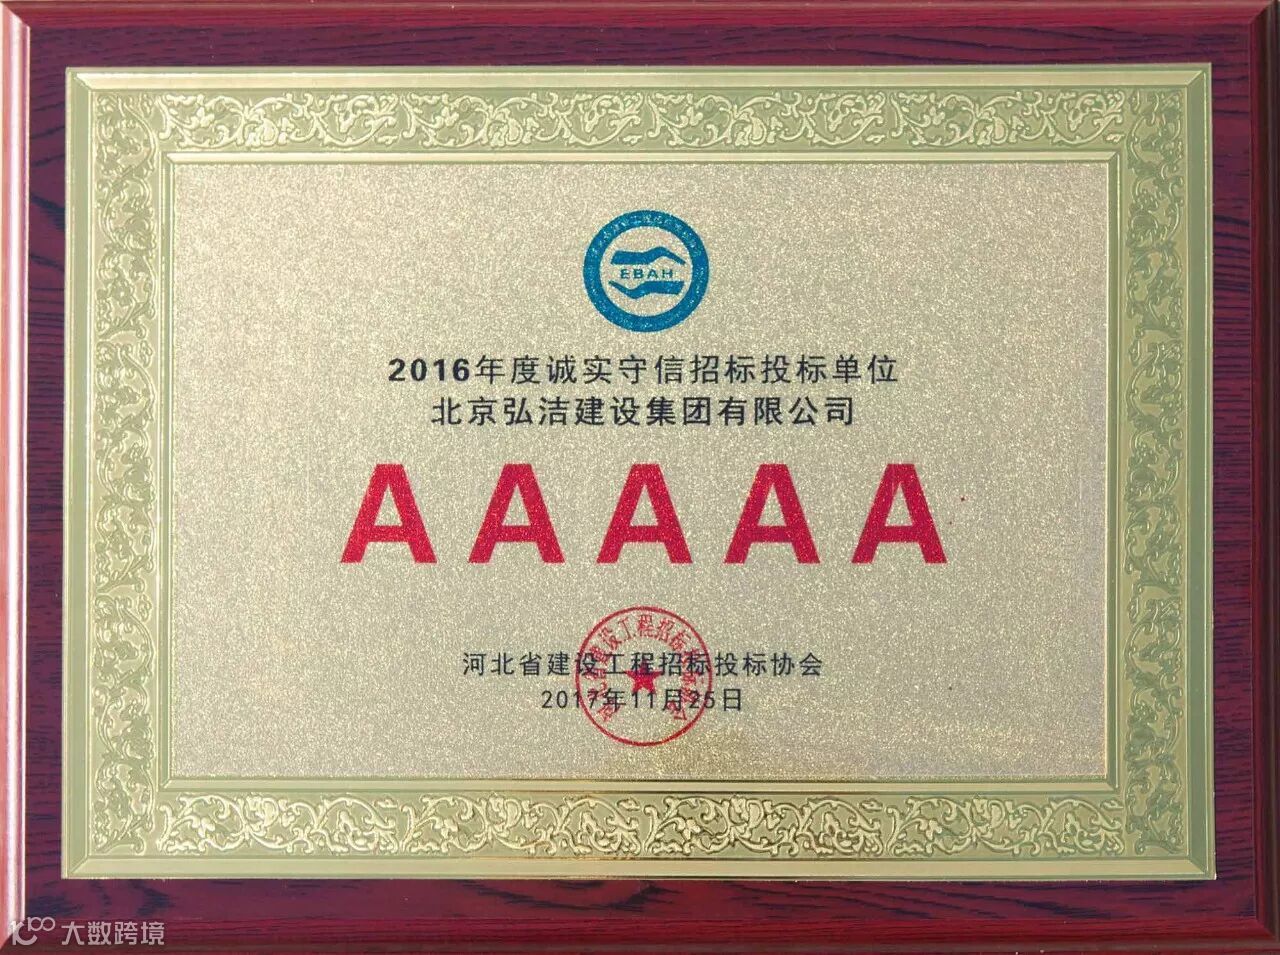 EBAH
2016年度诚实守信招标投标单位
北京弘洁建设集团有限公司
AAAAA
河北省建设工程招标投标协会
2017年11月25日
大数跨境